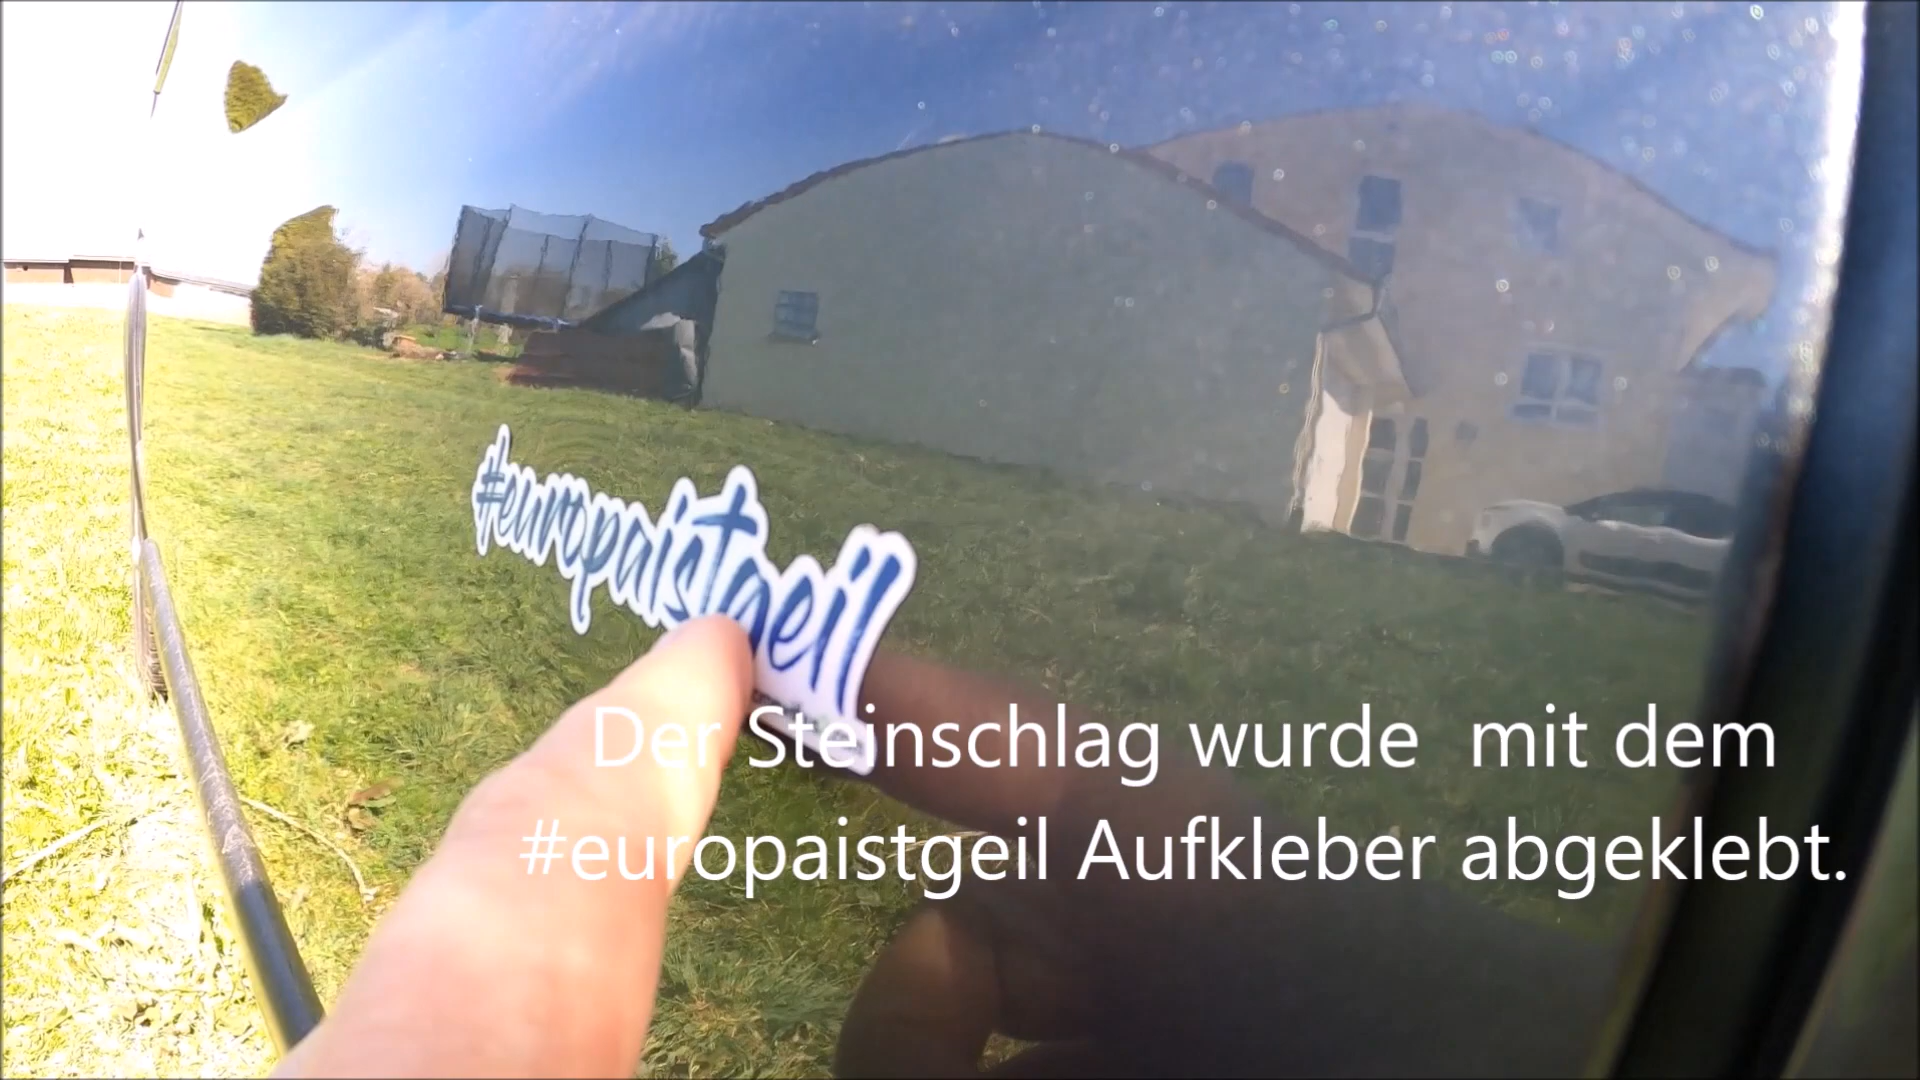 #europaistgeil
Der Steinschlag wurde  mit dem
#europaistgeil Aufkleber abgeklebt.